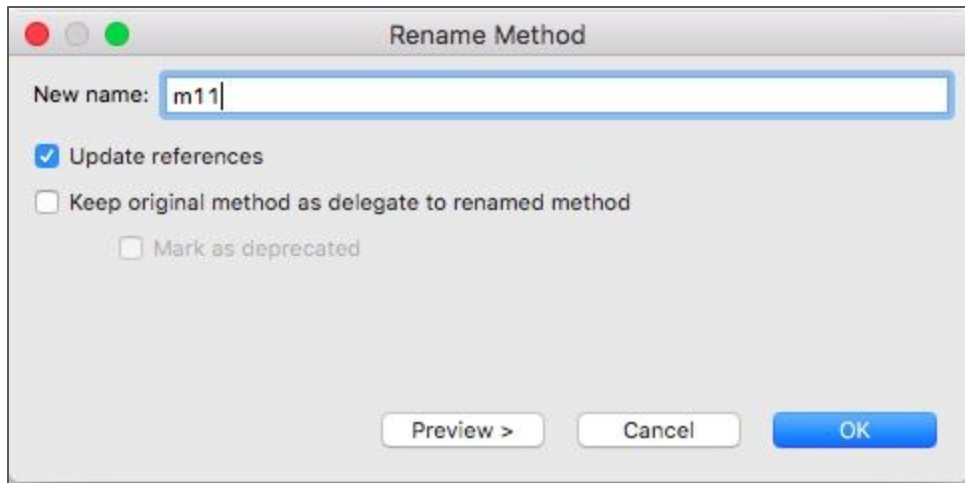 Rename Method
New name: m11
Update references
Keep original method as delegate to renamed method
Mark as deprecated
Preview > Cancel OK